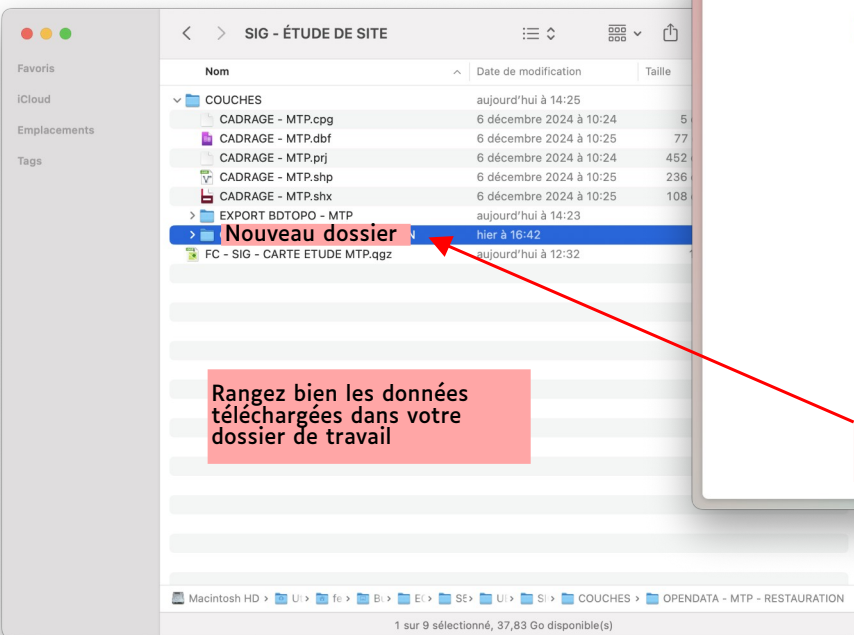 SIG - ÉTUDE DE SITE
Favoris
iCloud
Emplacements
Tags
Nom
Date de modification
Taille
COUCHES
aujourd'hui à 14:25
CADRAGE - MTP.cpg
6 décembre 2024 à 10:24
5
CADRAGE - MTP.dbf
6 décembre 2024 à 10:25
77
CADRAGE - MTP.prj
6 décembre 2024 à 10:24
452
CADRAGE - MTP.shp
6 décembre 2024 à 10:25
236
CADRAGE - MTP.shx
6 décembre 2024 à 10:25
108
EXPORT BDTOPO - MTP
aujourd'hui à 14:23
Nouveau dossier
hier à 16:42
FC - SIG - CARTE ETUDE MTP.qgz
aujourd'hui à 12:32
Rangez bien les données
téléchargées dans votre
dossier de travail
Macintosh HD › COUCHES › OPENDATA - MTP - RESTAURATION
1 sur 9 sélectionné, 37,83 Go disponible(s)